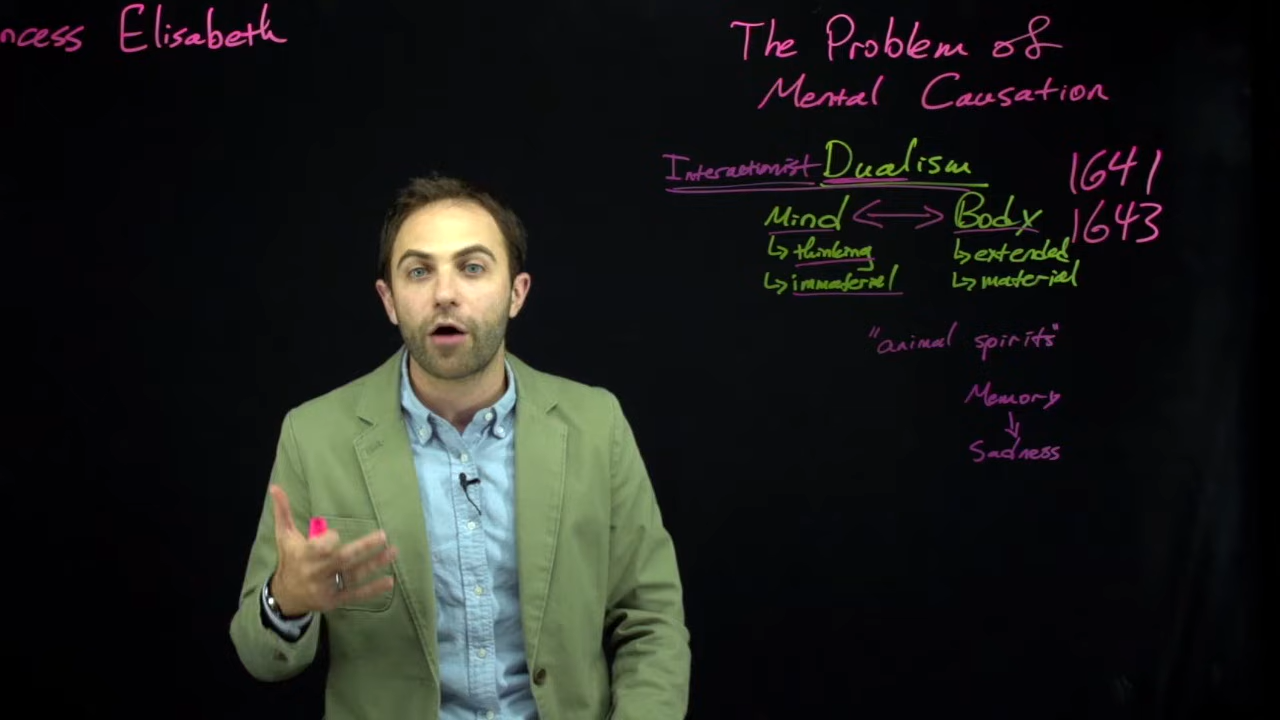 ncess Elisabeth
The Problem of
Mental Causation
Interactionist Dualism
1641
Mind ↔ Body
1643
↳ thinking ↳ extended
↳ immaterial ↳ material
"animal spirits"
Memory
↓
Sadness